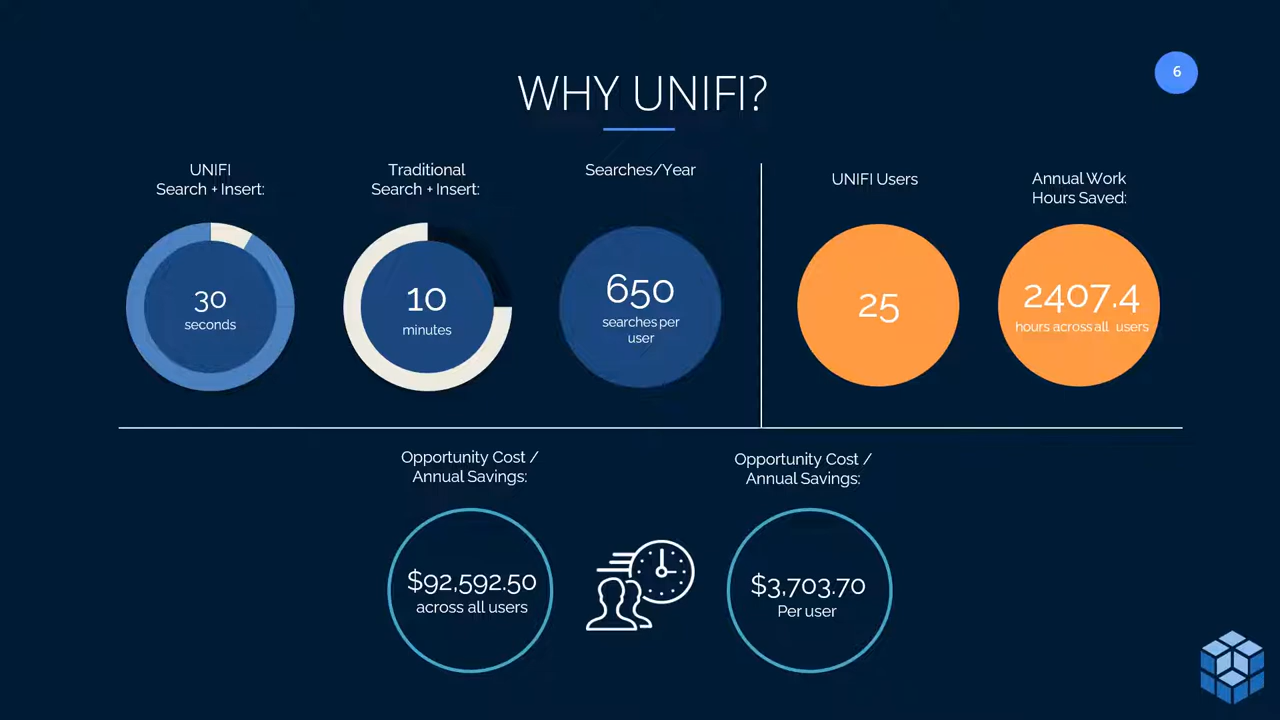 6
WHY UNIFI?
UNIFI
Search + Insert:
30
seconds
Traditional
Search + Insert:
10
minutes
Searches/Year
650
searches per
user
UNIFI Users
25
Annual Work
Hours Saved:
2407.4
hours across all users
Opportunity Cost /
Annual Savings:
$92,592.50
across all users
Opportunity Cost /
Annual Savings:
$3,703.70
Per user